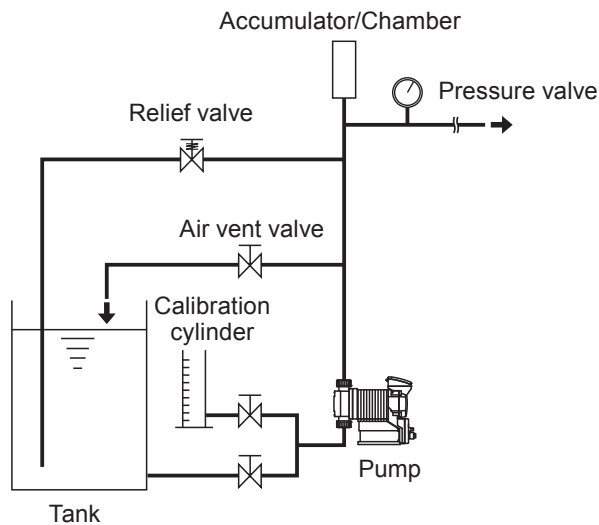 Accumulator/Chamber
Pressure valve
Relief valve
Air vent valve
Calibration
cylinder
Pump
Tank